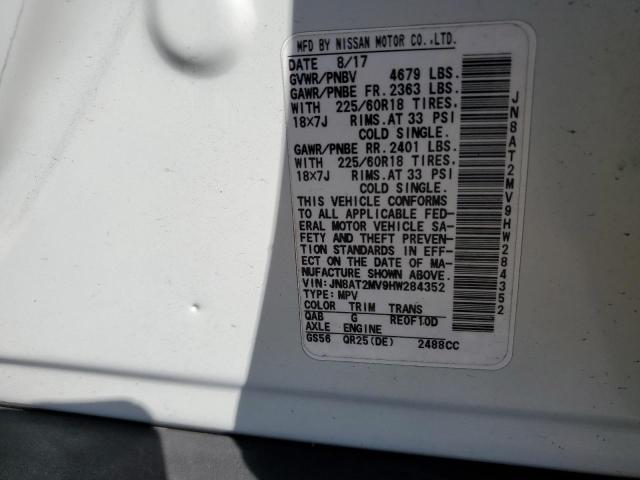 MFD BY NISSAN MOTOR CO.,LTD.
DATE 8/17
GVWR/PNBV 4679 LBS.
GAWR/PNBE FR. 2363 LBS.
WITH 225/60R18 TIRES.
18×7J RIMS. AT 33 PSI
COLD SINGLE.
GAWR/PNBE RR. 2401 LBS.
WITH 225/60R18 TIRES.
18×7J RIMS. AT 33 PSI
COLD SINGLE.
THIS VEHICLE CONFORMS
TO ALL APPLICABLE FED-
ERAL MOTOR VEHICLE SA-
FETY AND THEFT PREVEN-
TION STANDARDS IN EFF-
ECT ON THE DATE OF MA-
NUFACTURE SHOWN ABOVE.
VIN:JN8AT2MV9HW284352
TYPE:MPV
COLOR TRIM TRANS
QAB G RE0F10D
AXLE ENGINE
GS56 QR25(DE) 2488CC
JN8AT2MV9HW284352